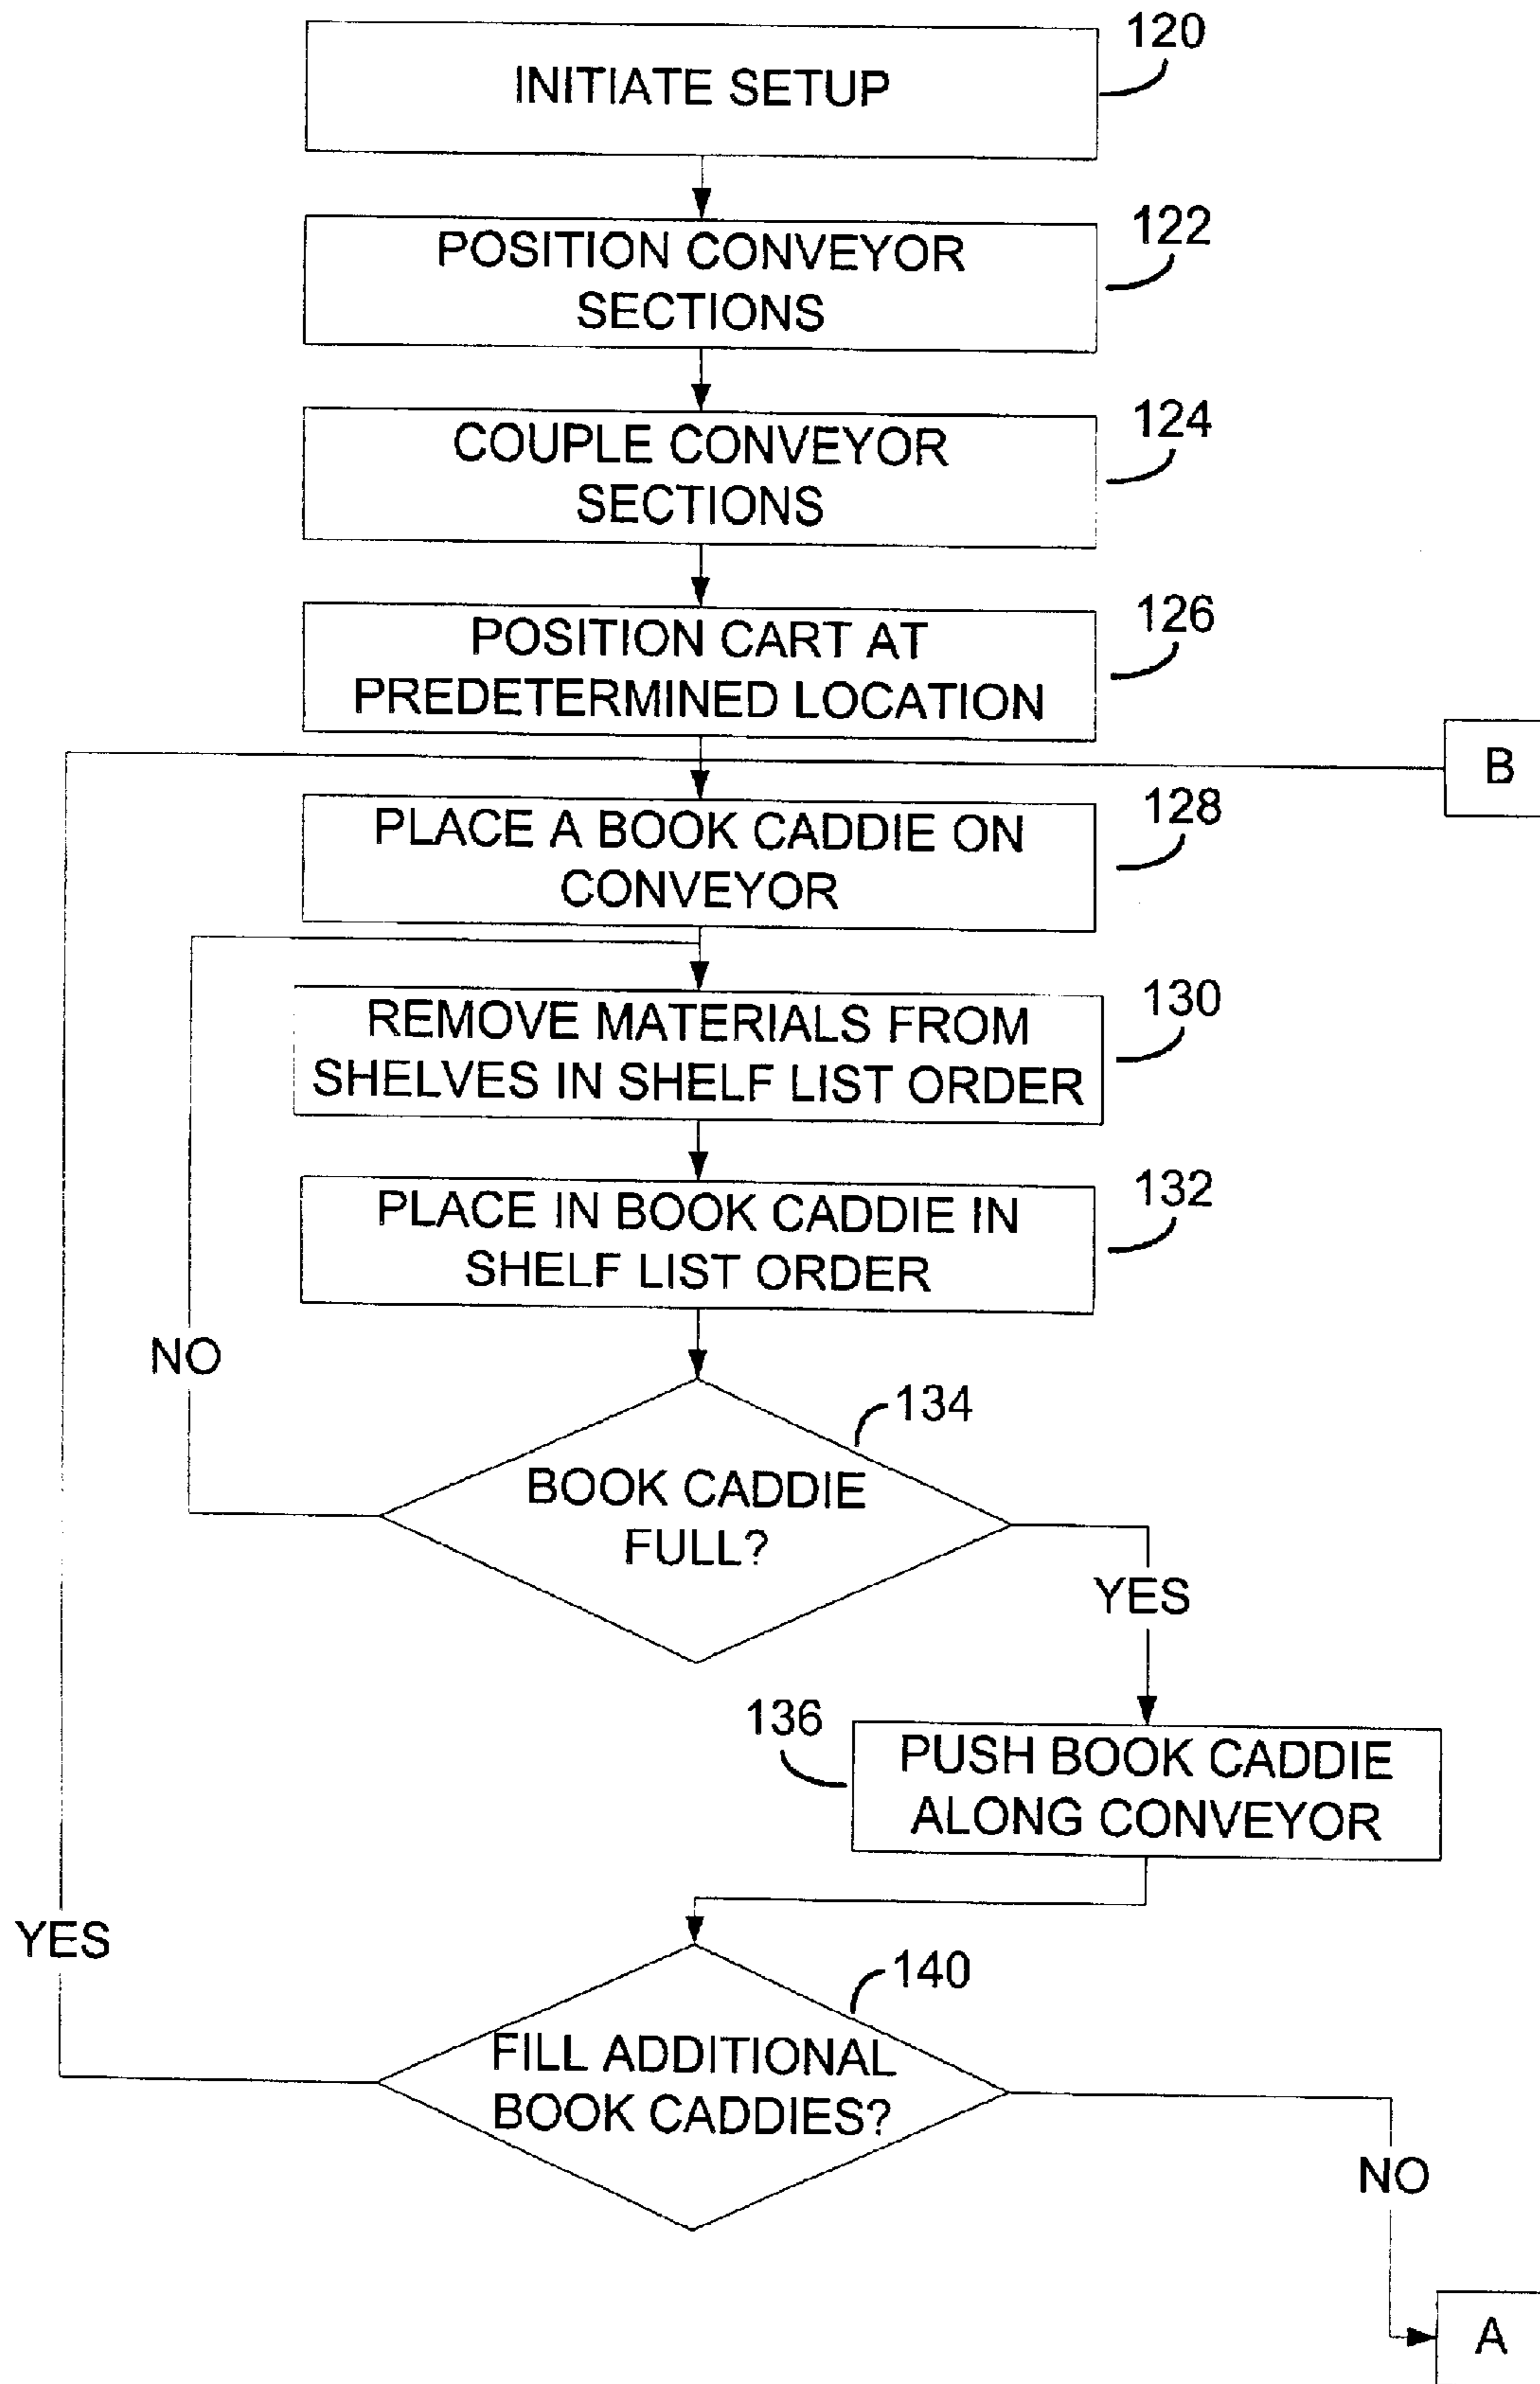 120
INITIATE SETUP
122
POSITION CONVEYOR
SECTIONS
124
COUPLE CONVEYOR
SECTIONS
126
POSITION CART AT
PREDETERMINED LOCATION
B
128
PLACE A BOOK CADDIE ON
CONVEYOR
130
REMOVE MATERIALS FROM
SHELVES IN SHELF LIST ORDER
132
PLACE IN BOOK CADDIE IN
SHELF LIST ORDER
NO
134
BOOK CADDIE
FULL?
YES
136
PUSH BOOK CADDIE
ALONG CONVEYOR
YES
140
FILL ADDITIONAL
BOOK CADDIES?
NO
A